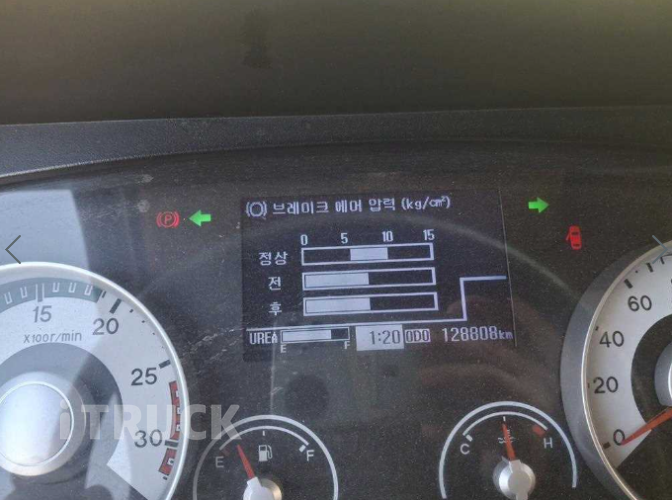 (P)
브레이크 에어 압력 (kg/cm²)
0 5 10 15
정상
전
후
UREA E F 1:20 ODO 128808km
15 20 25 30
X100r/min
E F
C H
0 20 40 60
iTRUCK